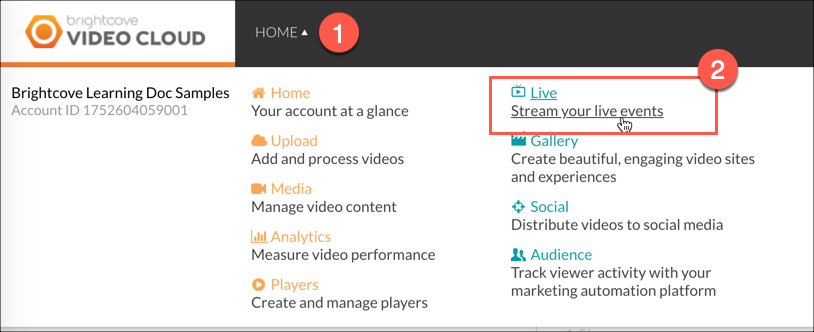 brightcove
VIDEO CLOUD
HOME
1
2
Brightcove Learning Doc Samples
Account ID 1752604059001
Home
Your account at a glance
Upload
Add and process videos
Media
Manage video content
Analytics
Measure video performance
Players
Create and manage players
Live
Stream your live events
Gallery
Create beautiful, engaging video sites
and experiences
Social
Distribute videos to social media
Audience
Track viewer activity with your
marketing automation platform